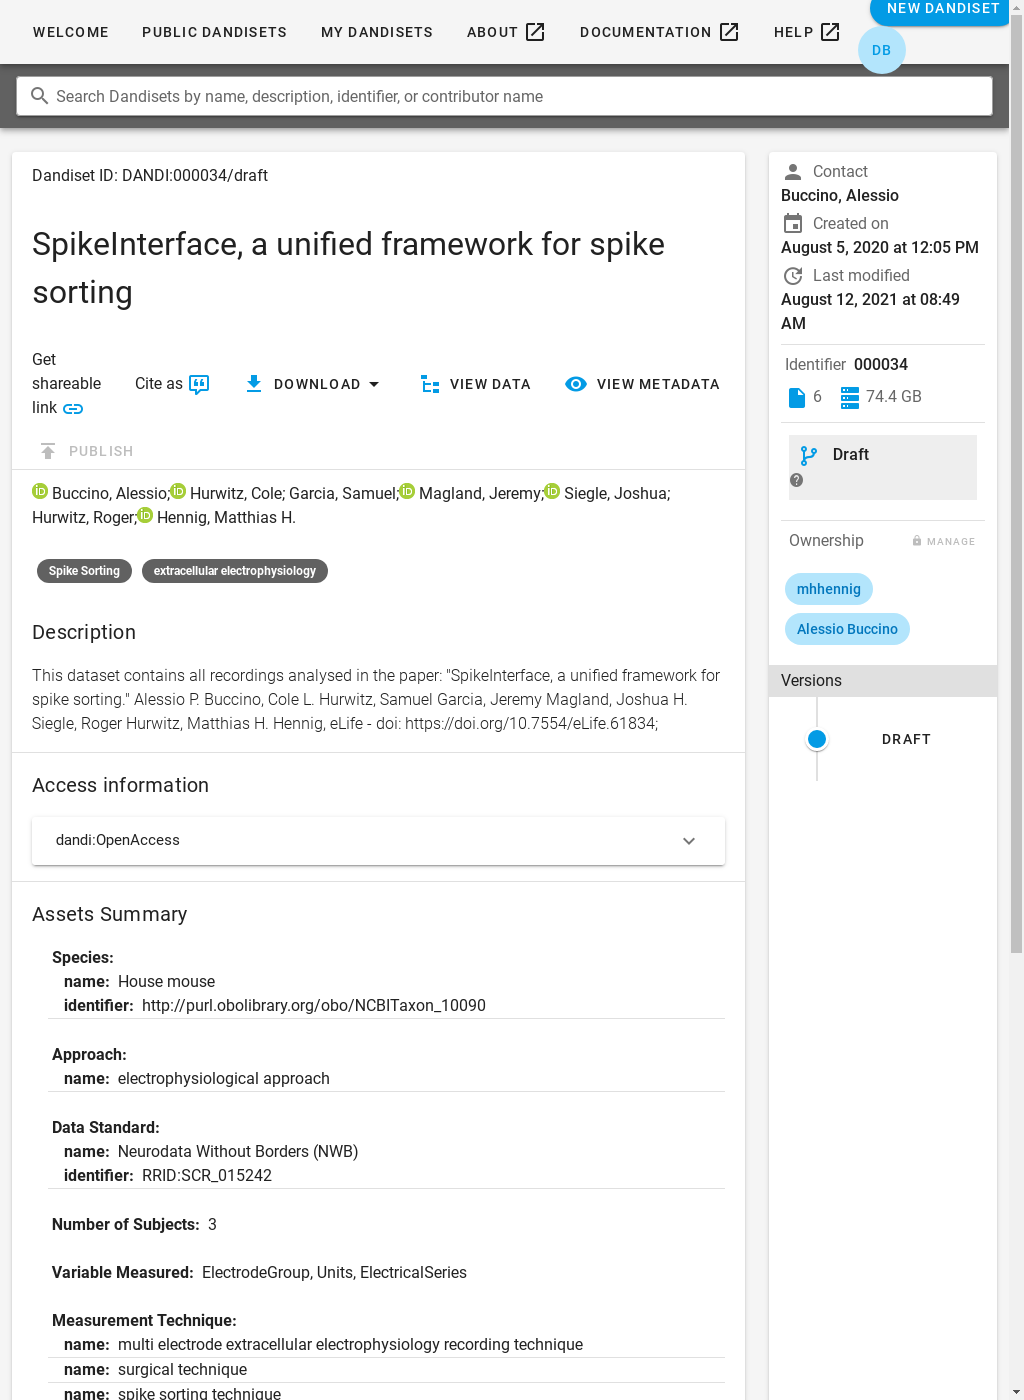 WELCOME PUBLIC DANDISETS MY DANDISETS ABOUT DOCUMENTATION HELP NEW DANDISET
DB
Search Dandisets by name, description, identifier, or contributor name
Dandiset ID: DANDI:000034/draft
SpikeInterface, a unified framework for spike
sorting
Get
shareable
link
Cite as DOWNLOAD VIEW DATA VIEW METADATA
PUBLISH
iD Buccino, Alessio; iD Hurwitz, Cole; Garcia, Samuel; iD Magland, Jeremy; iD Siegle, Joshua;
Hurwitz, Roger; iD Hennig, Matthias H.
Spike Sorting extracellular electrophysiology
Description
This dataset contains all recordings analysed in the paper: "SpikeInterface, a unified framework for
spike sorting." Alessio P. Buccino, Cole L. Hurwitz, Samuel Garcia, Jeremy Magland, Joshua H.
Siegle, Roger Hurwitz, Matthias H. Hennig, eLife - doi: https://doi.org/10.7554/eLife.61834;
Access information
dandi:OpenAccess
Assets Summary
Species:
name: House mouse
identifier: http://purl.obolibrary.org/obo/NCBITaxon_10090
Approach:
name: electrophysiological approach
Data Standard:
name: Neurodata Without Borders (NWB)
identifier: RRID:SCR_015242
Number of Subjects: 3
Variable Measured: ElectrodeGroup, Units, ElectricalSeries
Measurement Technique:
name: multi electrode extracellular electrophysiology recording technique
name: surgical technique
name: spike sorting technique
Contact
Buccino, Alessio
Created on
August 5, 2020 at 12:05 PM
Last modified
August 12, 2021 at 08:49
AM
Identifier 000034
6 74.4 GB
Draft
?
Ownership MANAGE
mhhennig
Alessio Buccino
Versions
DRAFT